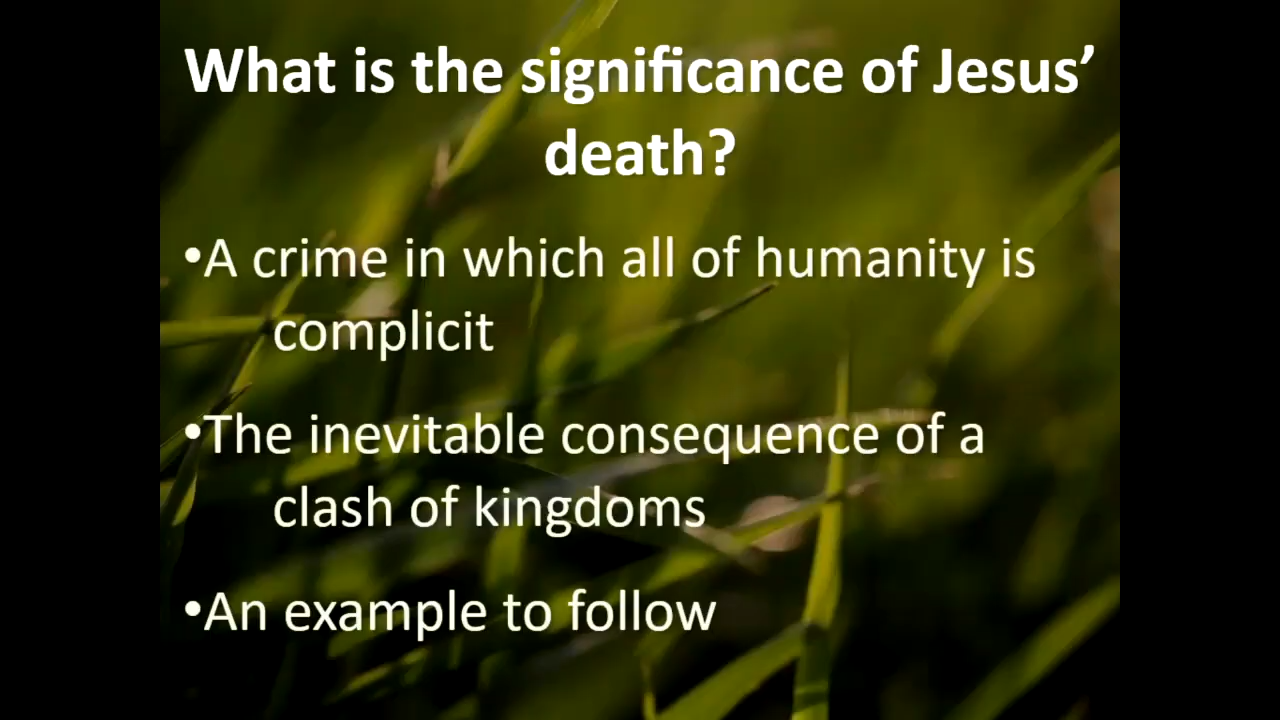 What is the significance of Jesus’
death?
•A crime in which all of humanity is
complicit
•The inevitable consequence of a
clash of kingdoms
•An example to follow